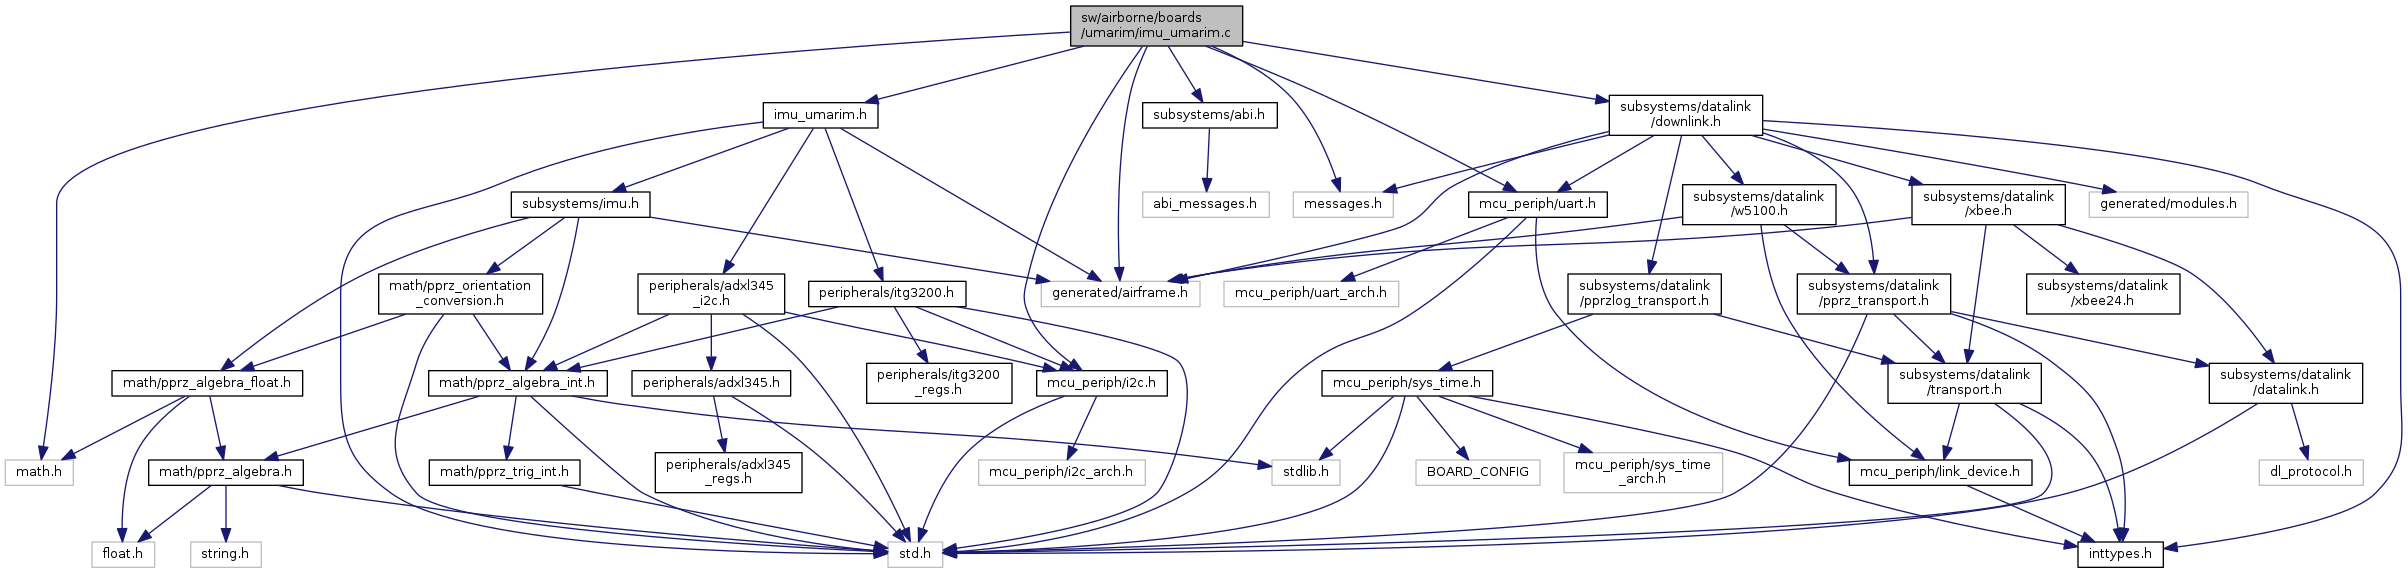 sw/airborne/boards
/umarim/imu_umarim.c
imu_umarim.h
subsystems/abi.h
subsystems/datalink
/downlink.h
subsystems/imu.h
abi_messages.h
messages.h
mcu_periph/uart.h
subsystems/datalink
/w5100.h
subsystems/datalink
/xbee.h
generated/modules.h
math/pprz_orientation
_conversion.h
peripherals/adxl345
_i2c.h
peripherals/itg3200.h
generated/airframe.h
mcu_periph/uart_arch.h
subsystems/datalink
/pprzlog_transport.h
subsystems/datalink
/pprz_transport.h
subsystems/datalink
/xbee24.h
math/pprz_algebra_float.h
math/pprz_algebra_int.h
peripherals/adxl345.h
peripherals/itg3200
_regs.h
mcu_periph/i2c.h
mcu_periph/sys_time.h
subsystems/datalink
/transport.h
subsystems/datalink
/datalink.h
math.h
math/pprz_algebra.h
math/pprz_trig_int.h
peripherals/adxl345
_regs.h
mcu_periph/i2c_arch.h
stdlib.h
BOARD_CONFIG
mcu_periph/sys_time
_arch.h
mcu_periph/link_device.h
dl_protocol.h
float.h
string.h
std.h
inttypes.h